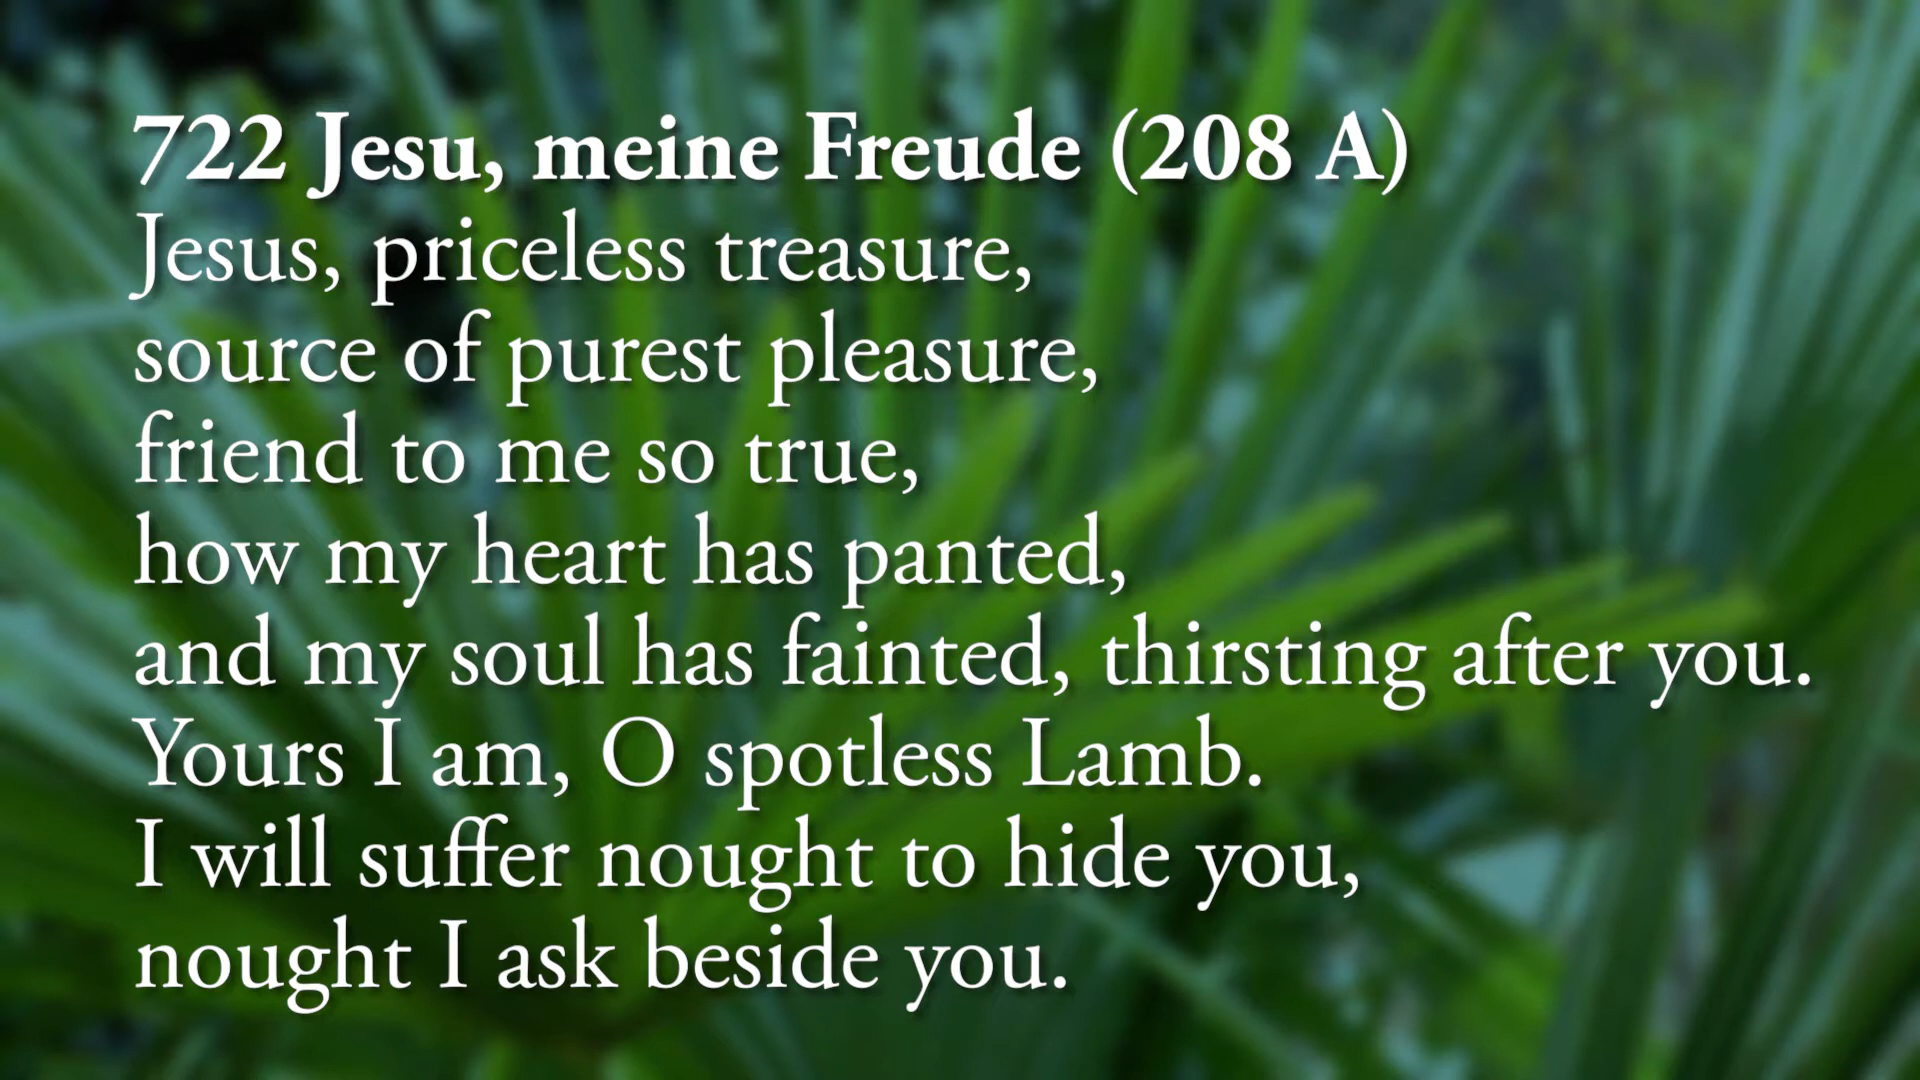 722 Jesu, meine Freude (208 A)
Jesus, priceless treasure,
source of purest pleasure,
friend to me so true,
how my heart has panted,
and my soul has fainted, thirsting after you.
Yours I am, O spotless Lamb.
I will suffer nought to hide you,
nought I ask beside you.